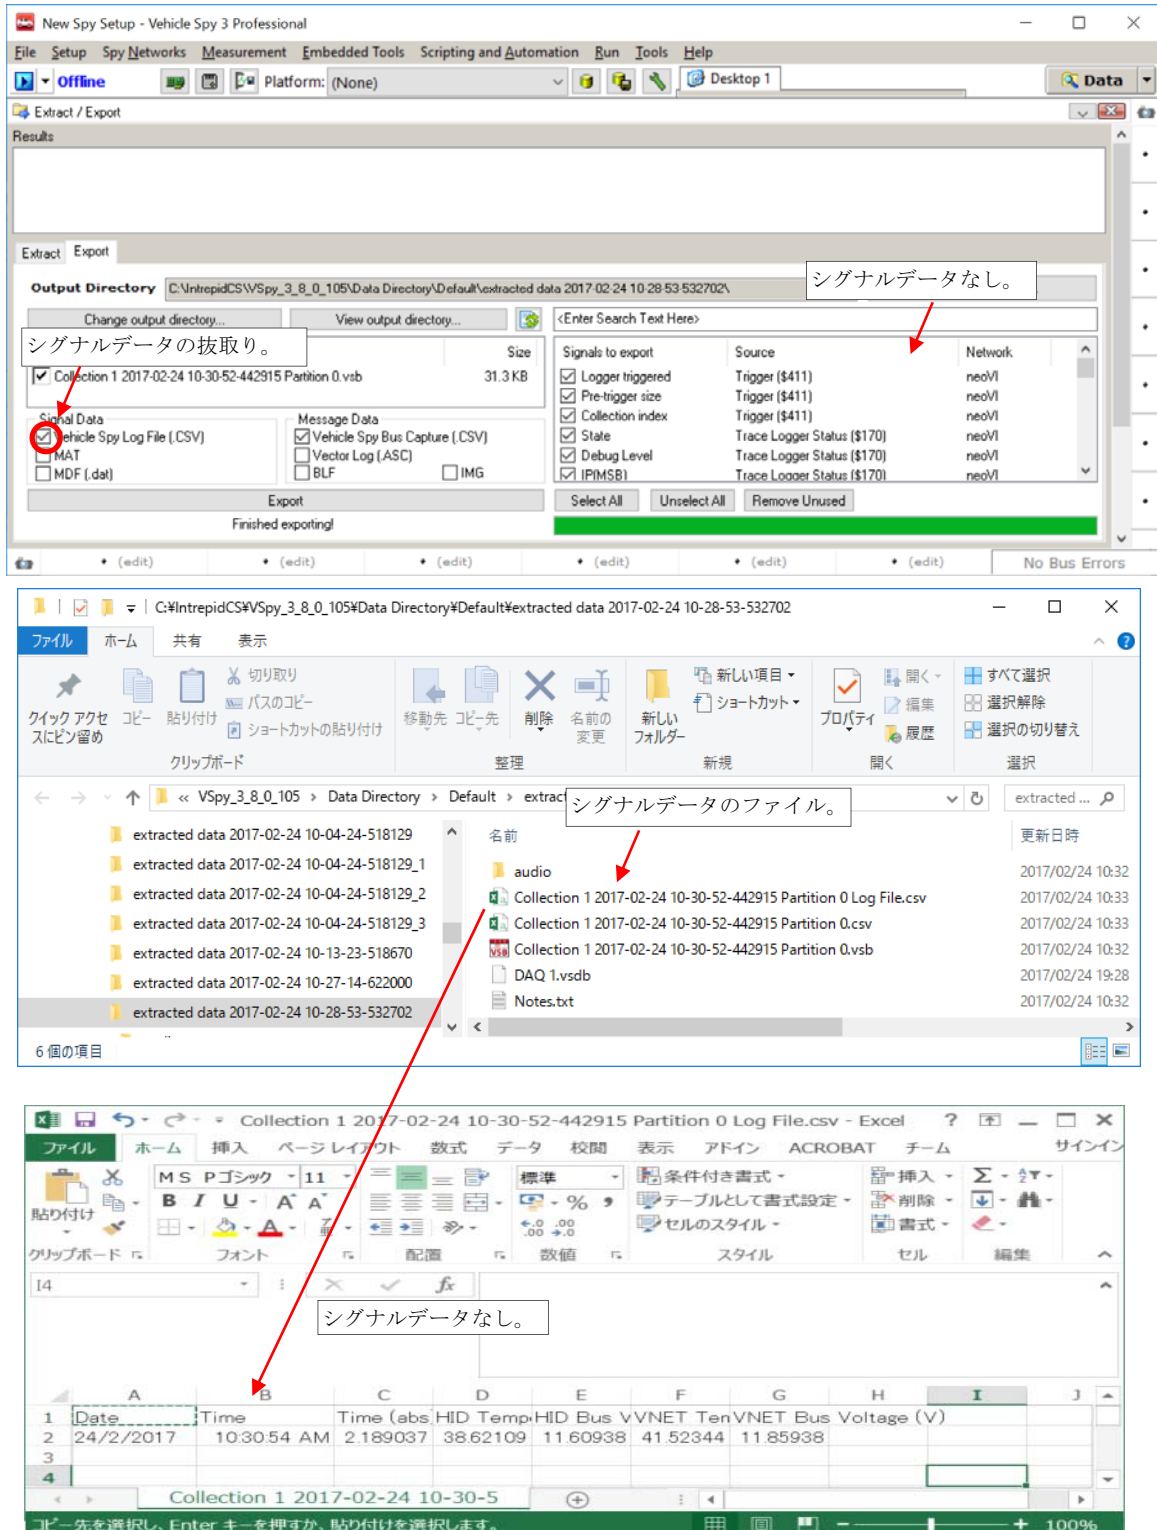 New Spy Setup - Vehicle Spy 3 Professional
File Setup Spy Networks Measurement Embedded Tools Scripting and Automation Run Tools Help
Offline Platform: (None) Desktop 1 Data
Extract / Export
Results
Extract Export
シグナルデータなし。
Output Directory C:\IntrepidCS\VSpy_3_8_0_105\Data Directory\Default\extracted data 2017-02-24 10-28-53-532702\
Change output directory... View output directory... <Enter Search Text Here>
シグナルデータの抜取り。
Size Signals to export Source Network
Collection 1 2017-02-24 10-30-52-442915 Partition 0.vsb 31.3 KB Logger triggered Trigger ($411) neoVI
Pre-trigger size Trigger ($411) neoVI
Signal Data Message Data Collection index Trigger ($411) neoVI
Vehicle Spy Log File (.CSV) Vehicle Spy Bus Capture (.CSV) State Trace Logger Status ($170) neoVI
MAT Vector Log (.ASC) Debug Level Trace Logger Status ($170) neoVI
MDF (.dat) BLF IMG IP(MSB) Trace Logger Status ($170) neoVI
Export Select All Unselect All Remove Unused
Finished exporting!
(edit) (edit) (edit) (edit) (edit) (edit) No Bus Errors
C:¥IntrepidCS¥VSpy_3_8_0_105¥Data Directory¥Default¥extracted data 2017-02-24 10-28-53-532702
ファイル ホーム 共有 表示
クイック アクセスにピン留め コピー 貼り付け 切り取り パスのコピー ショートカットの貼り付け 移動先 コピー先 削除 名前の変更 新しいフォルダー 新しい項目 ショートカット プロパティ 開く 編集 履歴 すべて選択 選択解除 選択の切り替え
クリップボード 整理 新規 開く 選択
« VSpy_3_8_0_105 > Data Directory > Default > extract extracted ...
シグナルデータのファイル。
extracted data 2017-02-24 10-04-24-518129 名前 更新日時
extracted data 2017-02-24 10-04-24-518129_1 audio 2017/02/24 10:32
extracted data 2017-02-24 10-04-24-518129_2 Collection 1 2017-02-24 10-30-52-442915 Partition 0 Log File.csv 2017/02/24 10:33
extracted data 2017-02-24 10-04-24-518129_3 Collection 1 2017-02-24 10-30-52-442915 Partition 0.csv 2017/02/24 10:33
extracted data 2017-02-24 10-13-23-518670 Collection 1 2017-02-24 10-30-52-442915 Partition 0.vsb 2017/02/24 10:32
extracted data 2017-02-24 10-27-14-622000 DAQ 1.vsdb 2017/02/24 19:28
extracted data 2017-02-24 10-28-53-532702 Notes.txt 2017/02/24 10:32
6 個の項目
Collection 1 2017-02-24 10-30-52-442915 Partition 0 Log File.csv - Excel
ファイル ホーム 挿入 ページ レイアウト 数式 データ 校閲 表示 アドイン ACROBAT チーム サインイン
貼り付け ＭＳ Ｐゴシック 11 標準 条件付き書式 挿入
B I U A A % テーブルとして書式設定 削除
A 亜 セルのスタイル 書式
クリップボード フォント 配置 数値 スタイル セル 編集
I4 fx
シグナルデータなし。
A B C D E F G H I J
1 Date Time Time (abs HID Temp HID Bus V VNET Ten VNET Bus Voltage (V)
2 24/2/2017 10:30:54 AM 2.189037 38.62109 11.60938 41.52344 11.85938
3
4
Collection 1 2017-02-24 10-30-5
コピー先を選択し、Enter キーを押すか、貼り付けを選択します。 100%